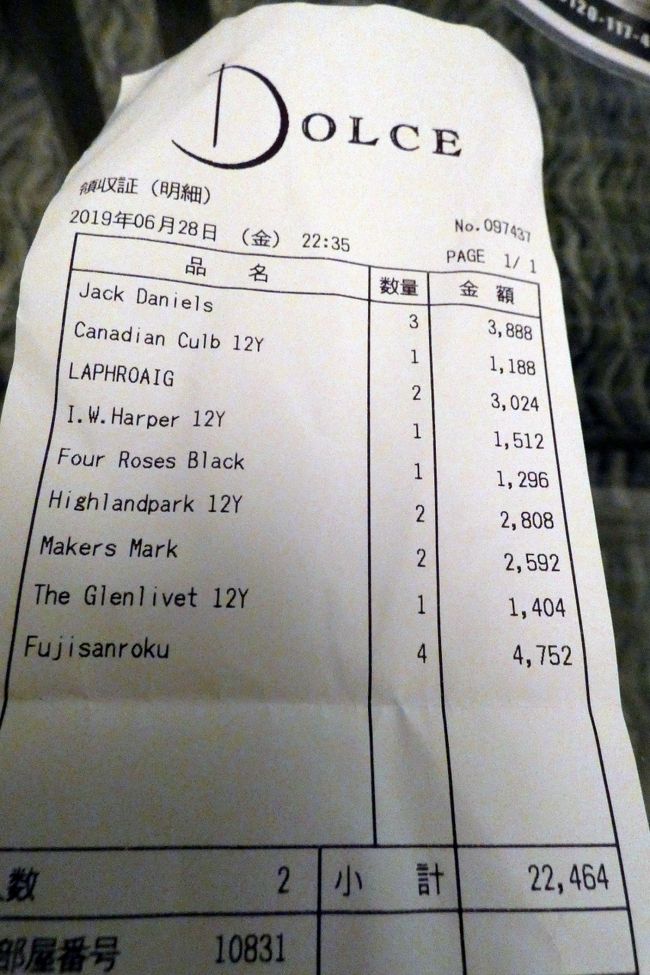 DOLCE
領収証（明細）
2019年06月28日 （金） 22:35 No.097437
PAGE 1/ 1
品 名 数量 金 額
Jack Daniels 3 3,888
Canadian Culb 12Y 1 1,188
LAPHROAIG 2 3,024
I.W.Harper 12Y 1 1,512
Four Roses Black 1 1,296
Highlandpark 12Y 2 2,808
Makers Mark 2 2,592
The Glenlivet 12Y 1 1,404
Fujisanroku 4 4,752
人数 2 小 計 22,464
部屋番号 10831